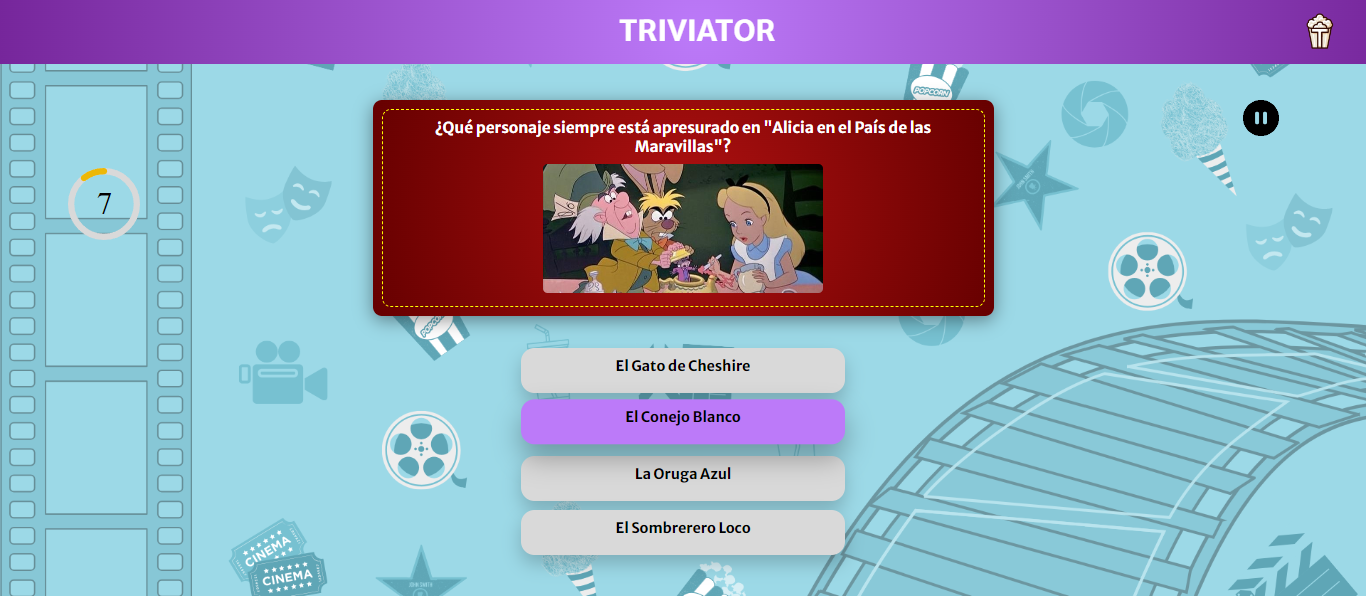 TRIVIATOR
POPCORN
¿Qué personaje siempre está apresurado en "Alicia en el País de las
Maravillas"?
7
El Gato de Cheshire
POPCORN
El Conejo Blanco
La Oruga Azul
El Sombrerero Loco
CINEMA
CINEMA